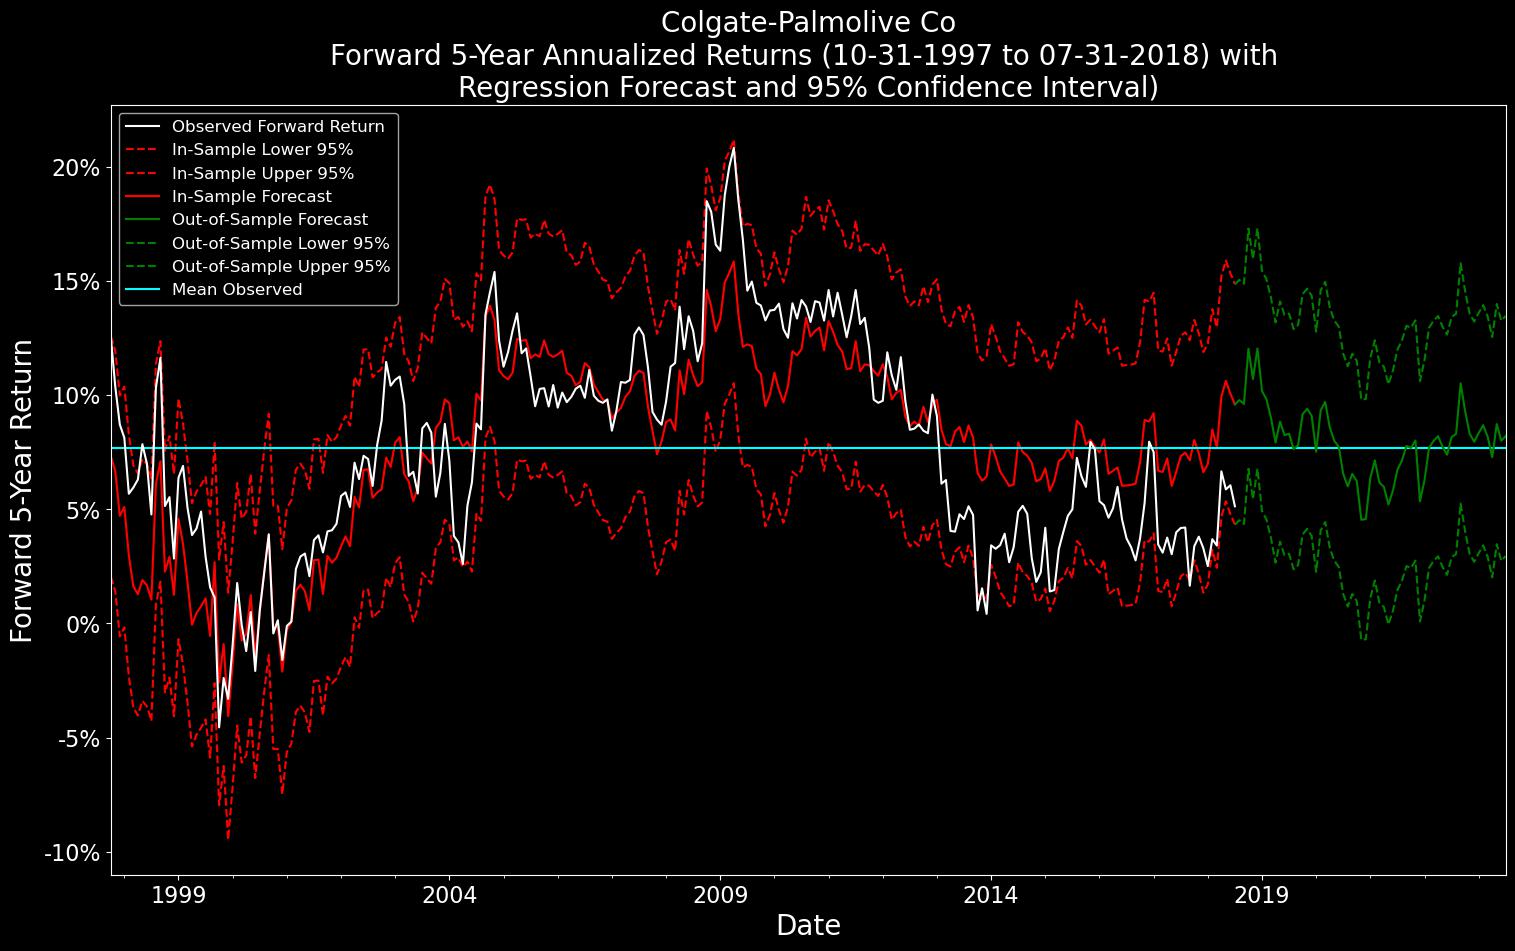 Colgate-Palmolive Co
Forward 5-Year Annualized Returns (10-31-1997 to 07-31-2018) with
Regression Forecast and 95% Confidence Interval)
Observed Forward Return
In-Sample Lower 95%
In-Sample Upper 95%
In-Sample Forecast
Out-of-Sample Forecast
Out-of-Sample Lower 95%
Out-of-Sample Upper 95%
Mean Observed
Forward 5-Year Return
20%
15%
10%
5%
0%
-5%
-10%
1999
2004
2009
2014
2019
Date